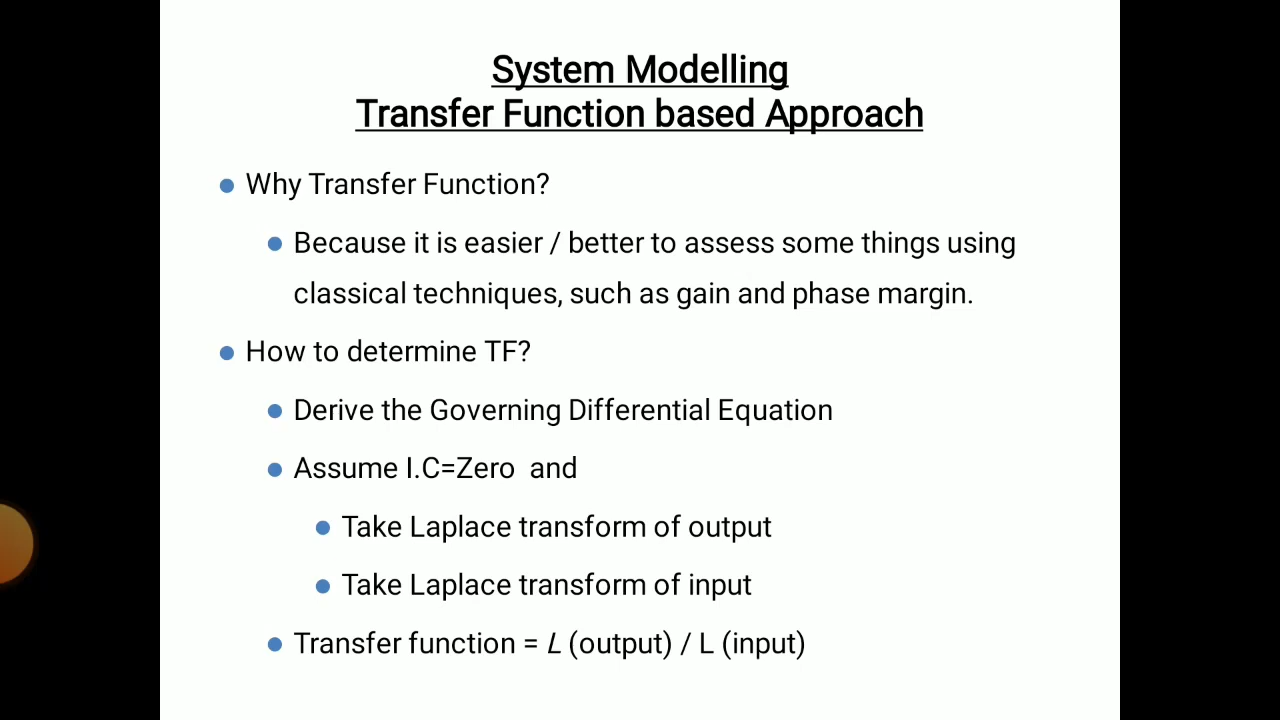 System Modelling
Transfer Function based Approach
Why Transfer Function?
Because it is easier / better to assess some things using
classical techniques, such as gain and phase margin.
How to determine TF?
Derive the Governing Differential Equation
Assume I.C=Zero and
Take Laplace transform of output
Take Laplace transform of input
Transfer function = L (output) / L (input)